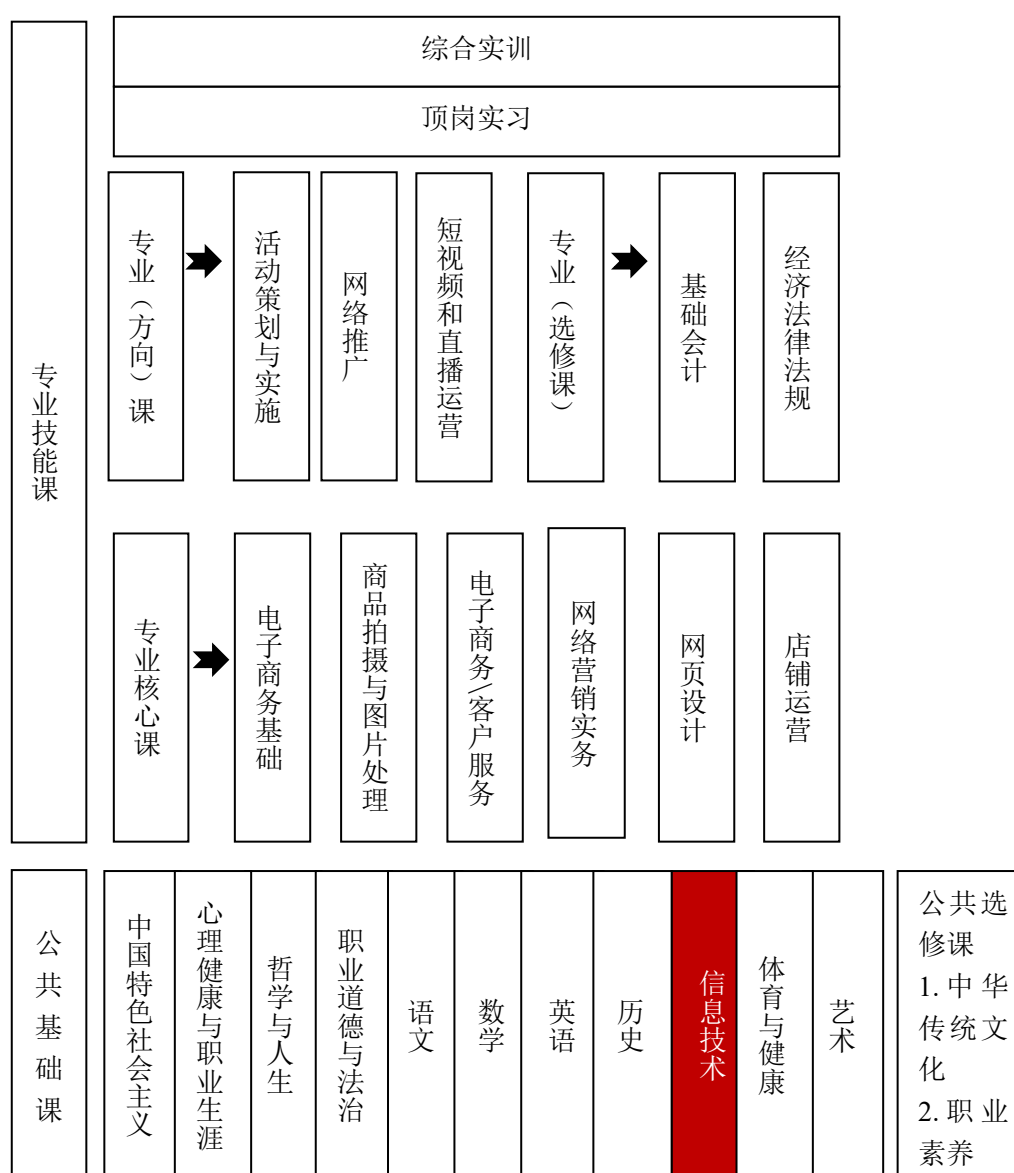 综合实训
顶岗实习
专业技能课
专业（方向）课
活动策划与实施
网络推广
短视频和直播运营
专业（选修课）
基础会计
经济法律法规
专业核心课
电子商务基础
商品拍摄与图片处理
电子商务\客户服务
网络营销实务
网页设计
店铺运营
公共基础课
中国特色社会主义
心理健康与职业生涯
哲学与人生
职业道德与法治
语文
数学
英语
历史
信息技术
体育与健康
艺术
公共选
修课
1.中华
传统文
化
2.职业
素养